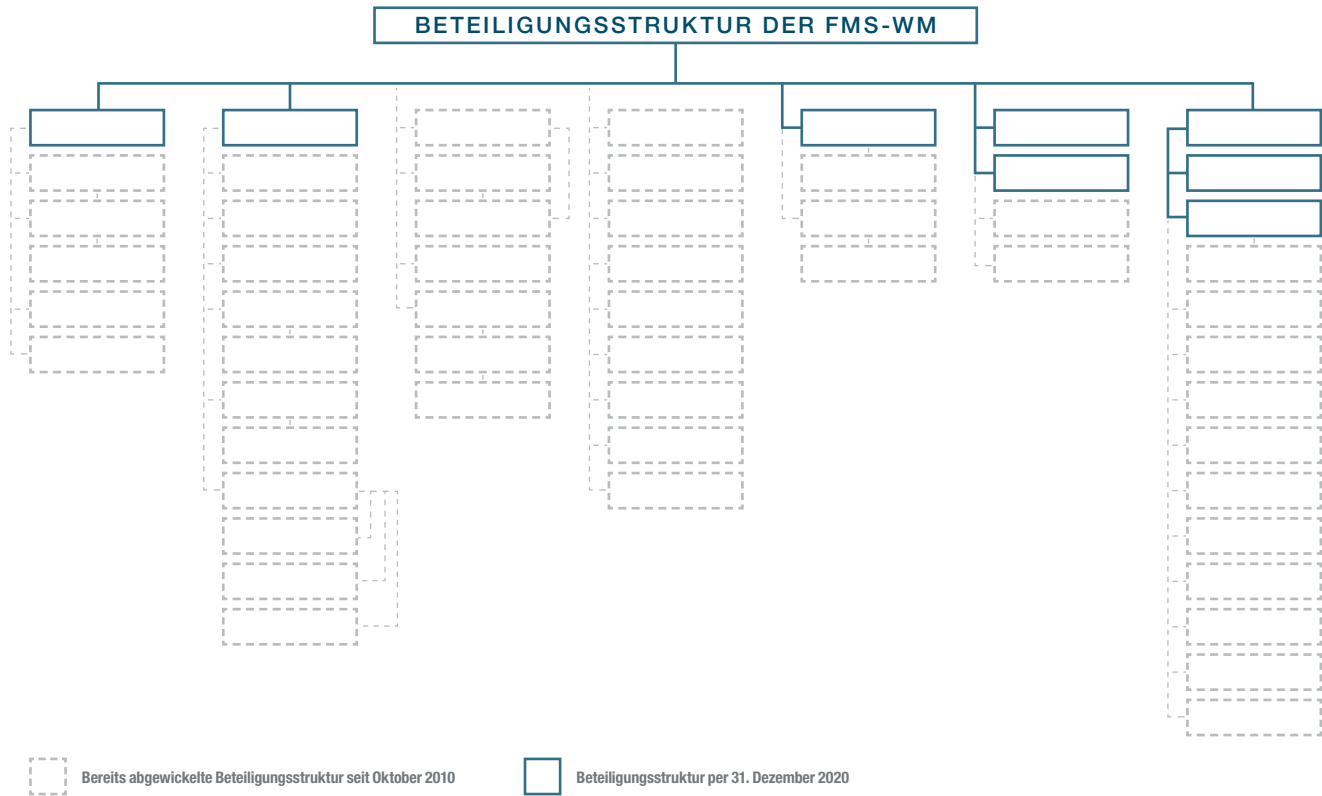 BETEILIGUNGSSTRUKTUR DER FMS-WM
Bereits abgewickelte Beteiligungsstruktur seit Oktober 2010
Beteiligungsstruktur per 31. Dezember 2020